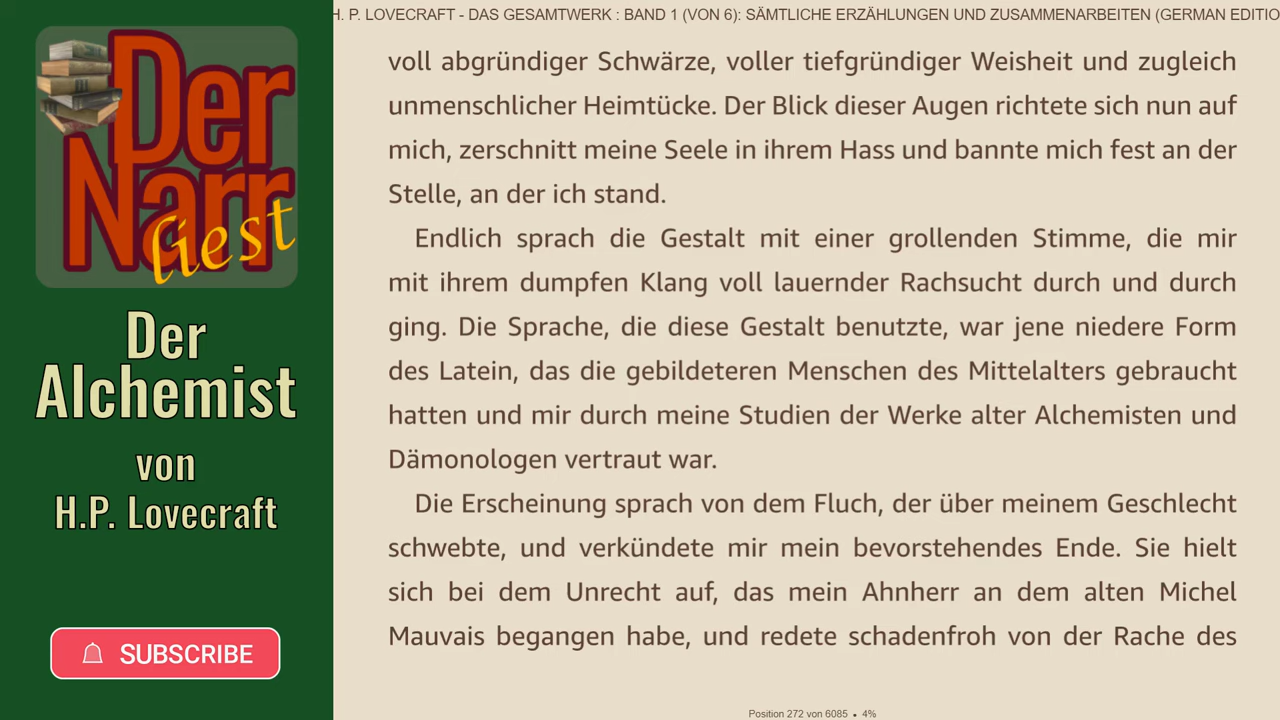 H. P. LOVECRAFT - DAS GESAMTWERK : BAND 1 (VON 6): SÄMTLICHE ERZÄHLUNGEN UND ZUSAMMENARBEITEN (GERMAN EDITIO
Der
Narr
liest
Der
Alchemist
von
H.P. Lovecraft
SUBSCRIBE
voll abgründiger Schwärze, voller tiefgründiger Weisheit und zugleich
unmenschlicher Heimtücke. Der Blick dieser Augen richtete sich nun auf
mich, zerschnitt meine Seele in ihrem Hass und bannte mich fest an der
Stelle, an der ich stand.
Endlich sprach die Gestalt mit einer grollenden Stimme, die mir
mit ihrem dumpfen Klang voll lauernder Rachsucht durch und durch
ging. Die Sprache, die diese Gestalt benutzte, war jene niedere Form
des Latein, das die gebildeteren Menschen des Mittelalters gebraucht
hatten und mir durch meine Studien der Werke alter Alchemisten und
Dämonologen vertraut war.
Die Erscheinung sprach von dem Fluch, der über meinem Geschlecht
schwebte, und verkündete mir mein bevorstehendes Ende. Sie hielt
sich bei dem Unrecht auf, das mein Ahnherr an dem alten Michel
Mauvais begangen habe, und redete schadenfroh von der Rache des
Position 272 von 6085 • 4%